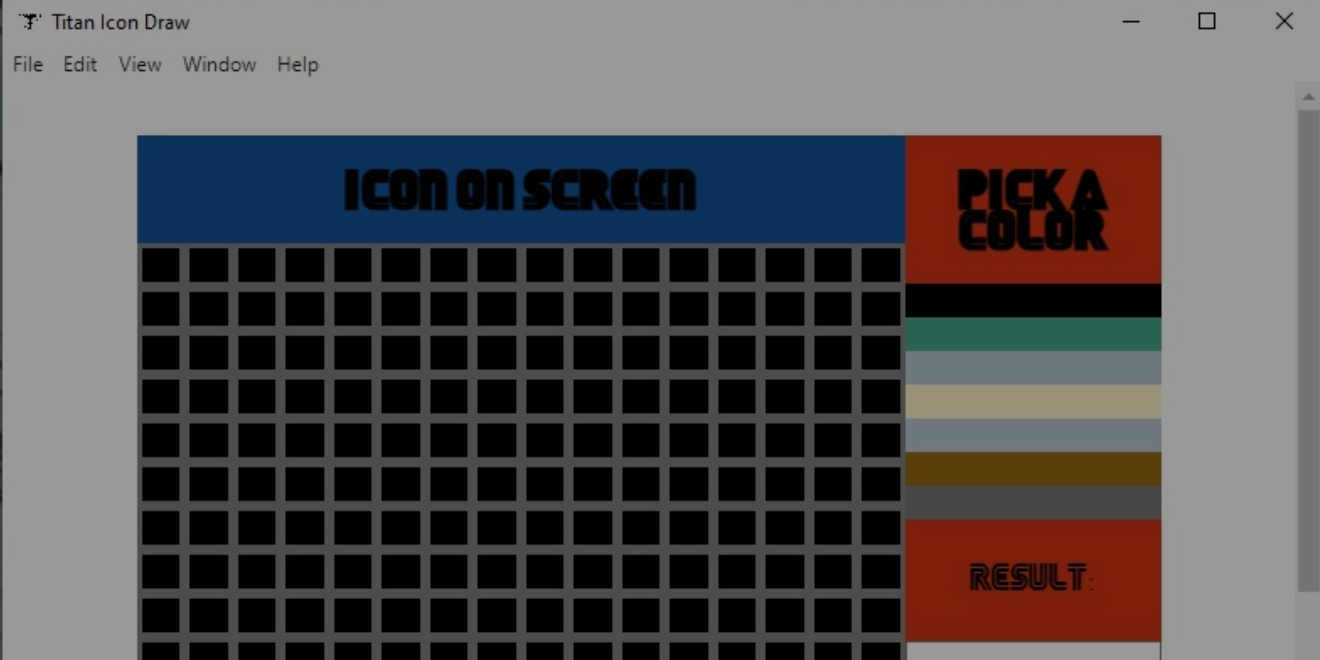 Titan Icon Draw
File Edit View Window Help
ICON ON SCREEN
PICK A
COLOR
RESULT: